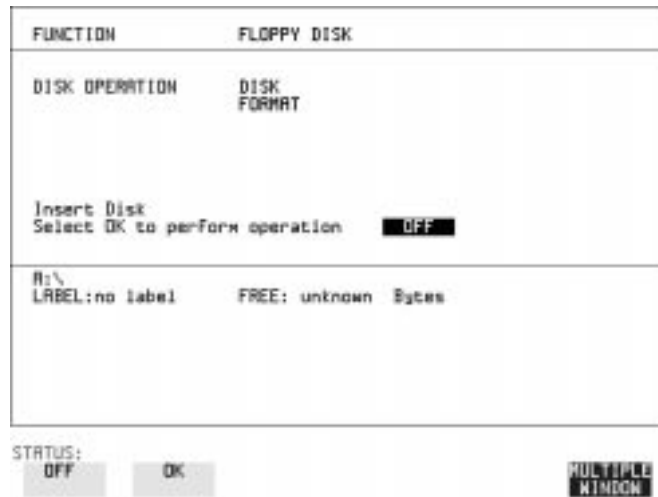 FUNCTION FLOPPY DISK
DISK OPERATION DISK
FORMAT
Insert Disk
Select OK to perform operation OFF
A:\
LABEL:no label FREE: unknown Bytes
STATUS:
OFF OK MULTIPLE
WINDOW